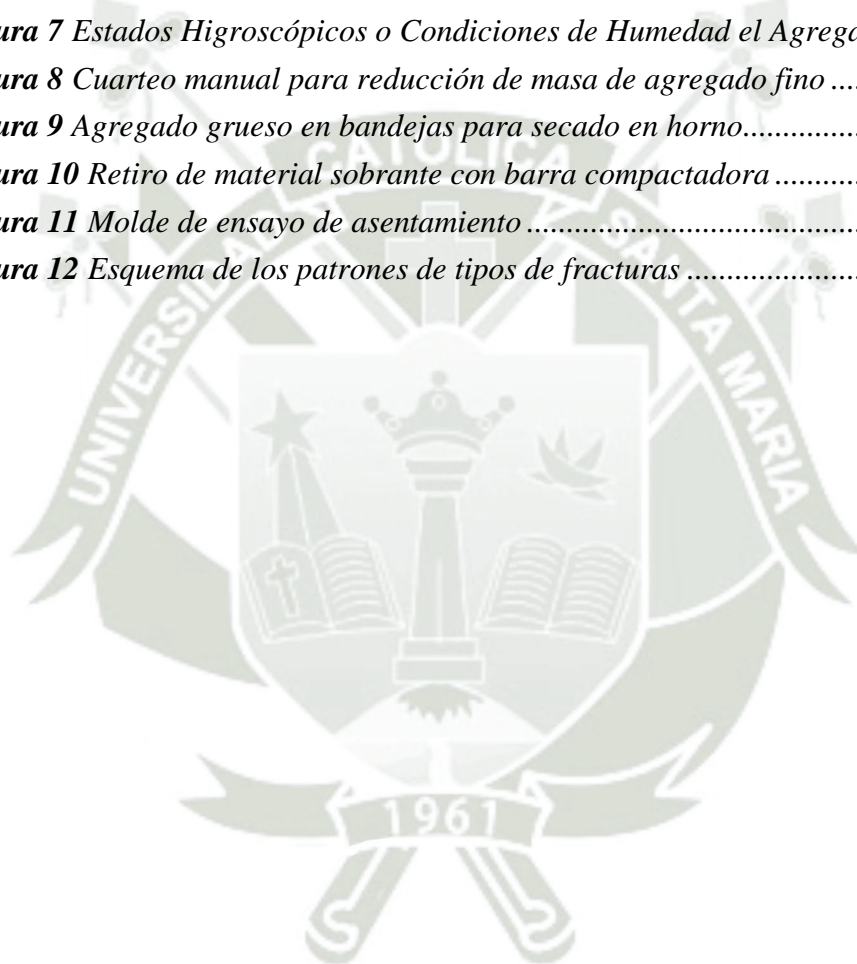 ura 7 Estados Higroscópicos o Condiciones de Humedad el Agrega
ura 8 Cuarteo manual para reducción de masa de agregado fino ....
ura 9 Agregado grueso en bandejas para secado en horno..............
ura 10 Retiro de material sobrante con barra compactadora ..........
ura 11 Molde de ensayo de asentamiento ..........................................
ura 12 Esquema de los patrones de tipos de fracturas .....................
UNIVERSIDAD CATOLICA SANTA MARIA
1961